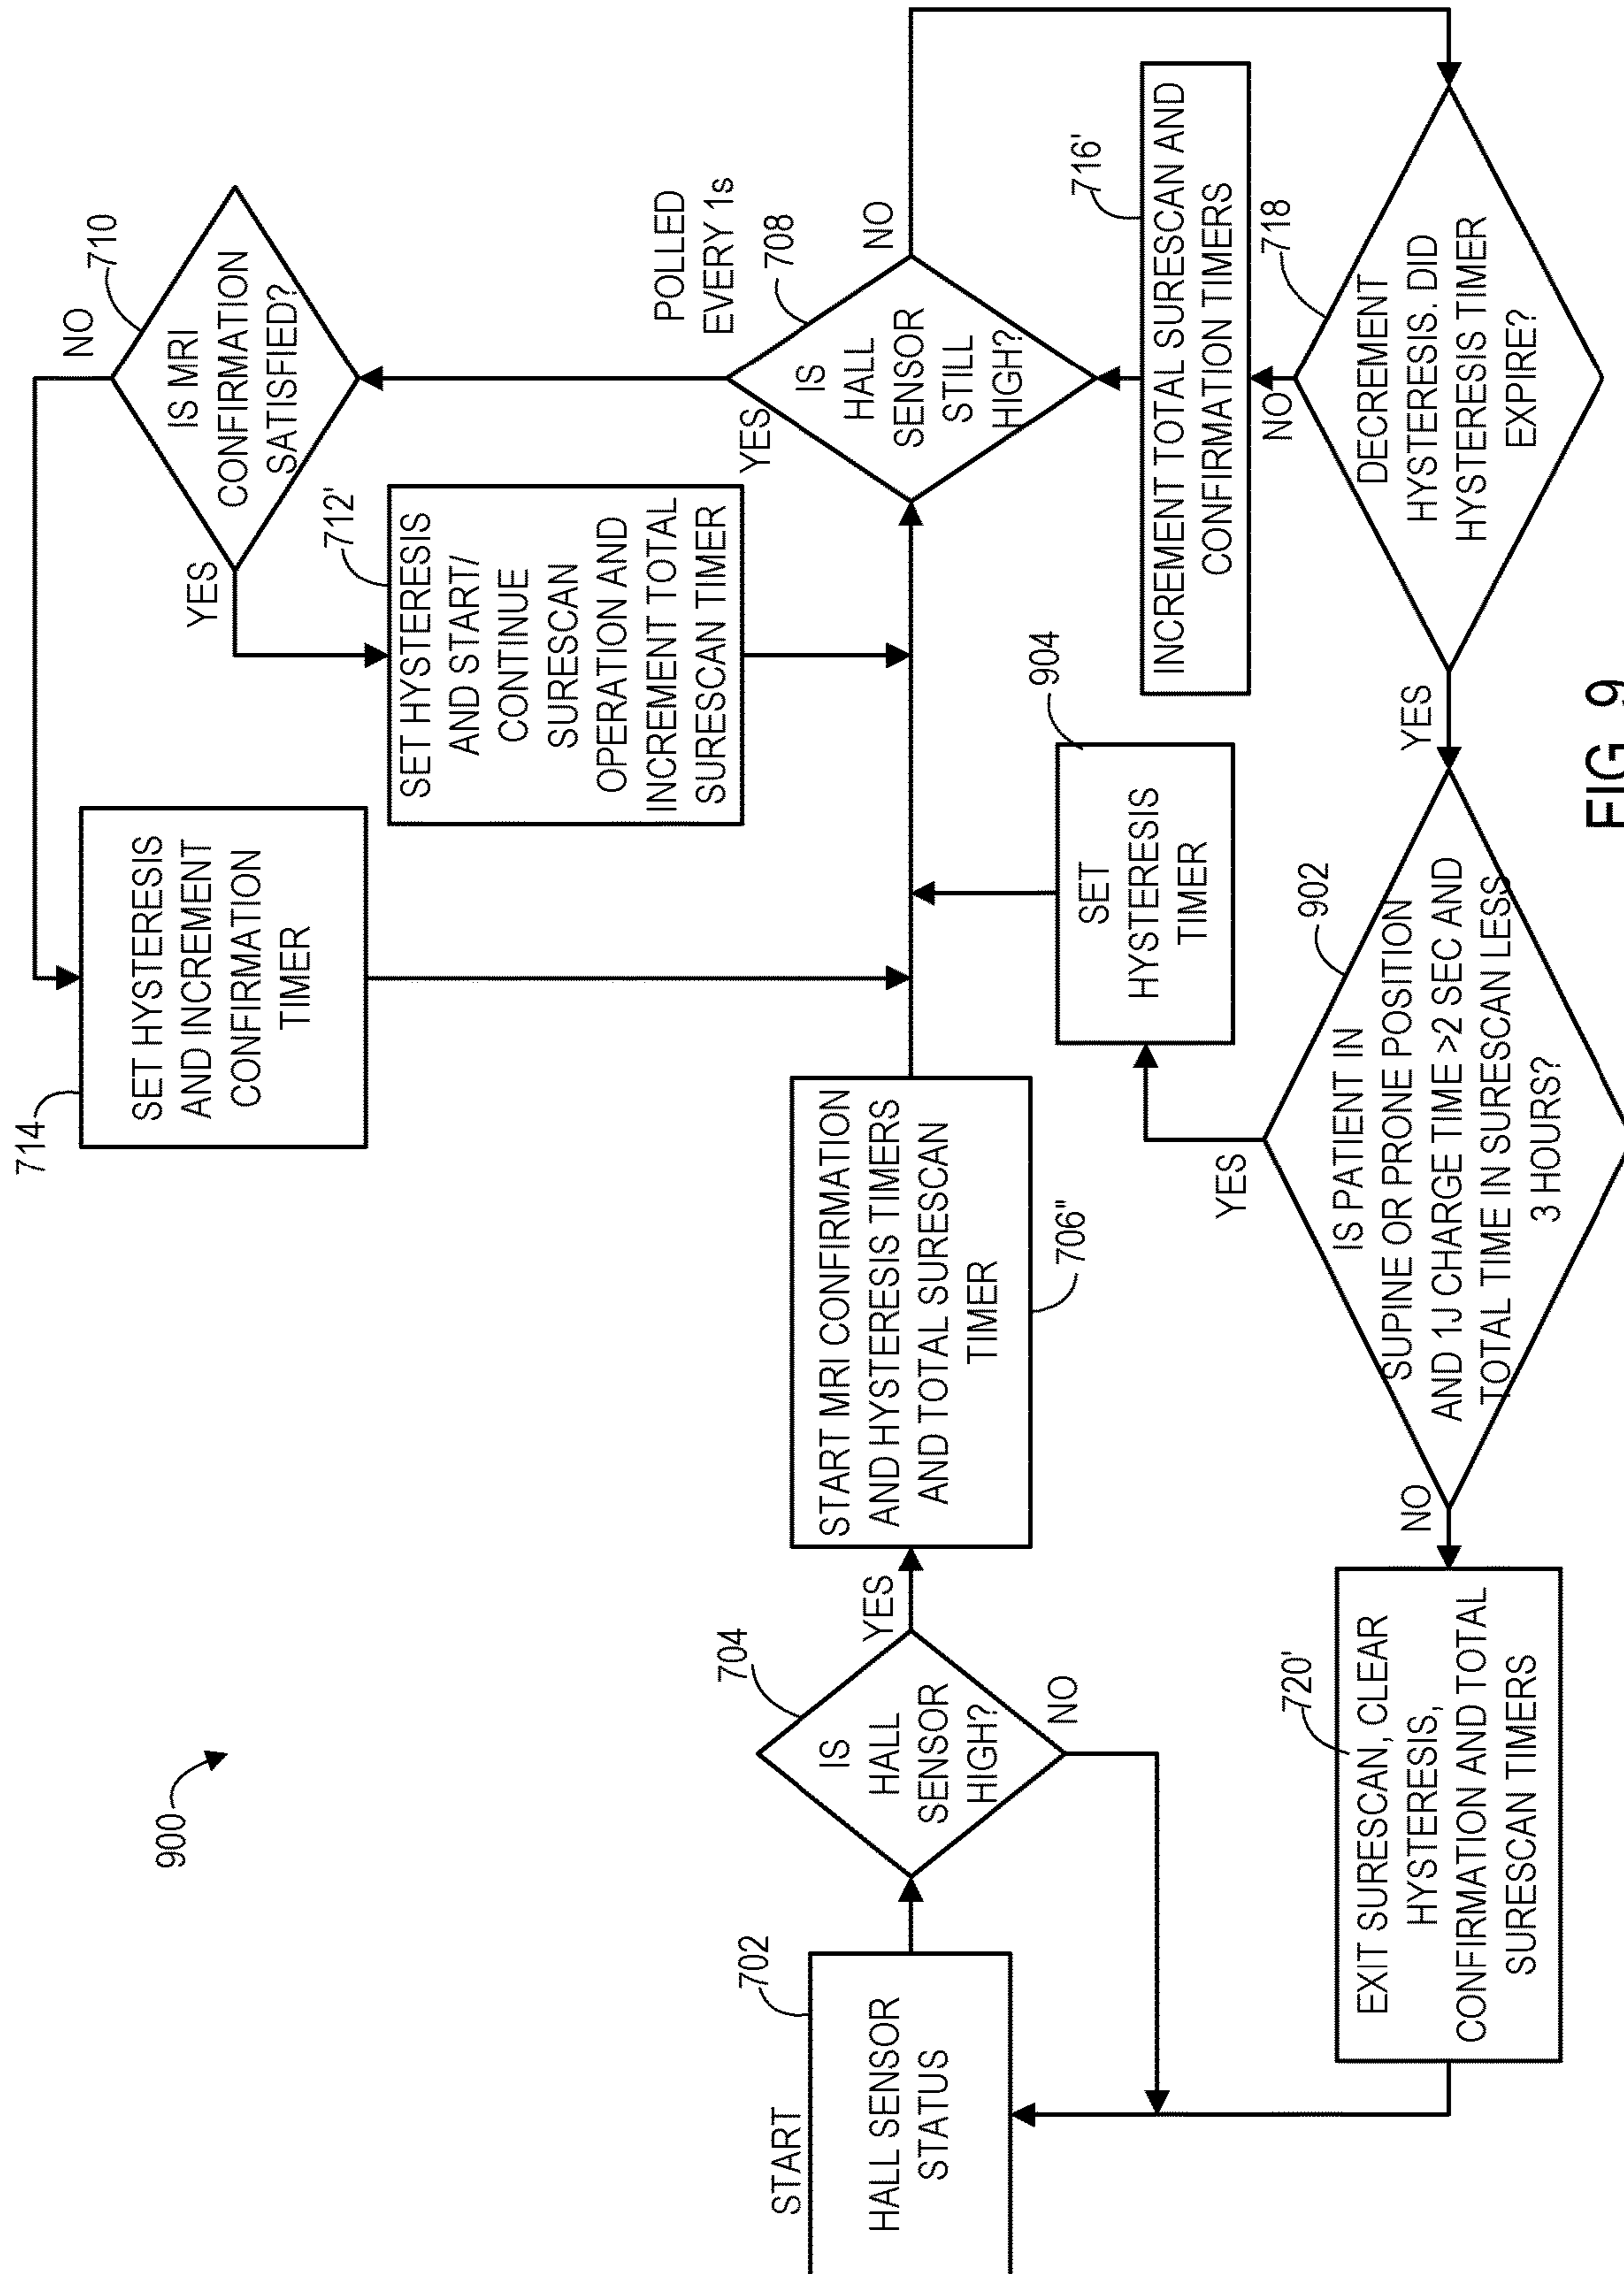 900
START
HALL SENSOR
STATUS
702
IS
HALL
SENSOR
HIGH?
704
YES
NO
START MRI CONFIRMATION
AND HYSTERESIS TIMERS
AND TOTAL SURESCAN
TIMER
706"
714
SET HYSTERESIS
AND INCREMENT
CONFIRMATION
TIMER
SET HYSTERESIS
AND START/
CONTINUE
SURESCAN
OPERATION AND
INCREMENT TOTAL
SURESCAN TIMER
712'
YES
NO
IS MRI
CONFIRMATION
SATISFIED?
710
POLLED
EVERY 1s
708
IS
HALL
SENSOR
STILL
HIGH?
YES
NO
INCREMENT TOTAL SURESCAN AND
CONFIRMATION TIMERS
716'
NO
DECREMENT
HYSTERESIS. DID
HYSTERESIS TIMER
EXPIRE?
718
YES
SET
HYSTERESIS
TIMER
904
YES
IS PATIENT IN
SUPINE OR PRONE POSITION
AND 1J CHARGE TIME >2 SEC AND
TOTAL TIME IN SURESCAN LESS
3 HOURS?
902
NO
EXIT SURESCAN, CLEAR
HYSTERESIS,
CONFIRMATION AND TOTAL
SURESCAN TIMERS
720'
FIG. 9